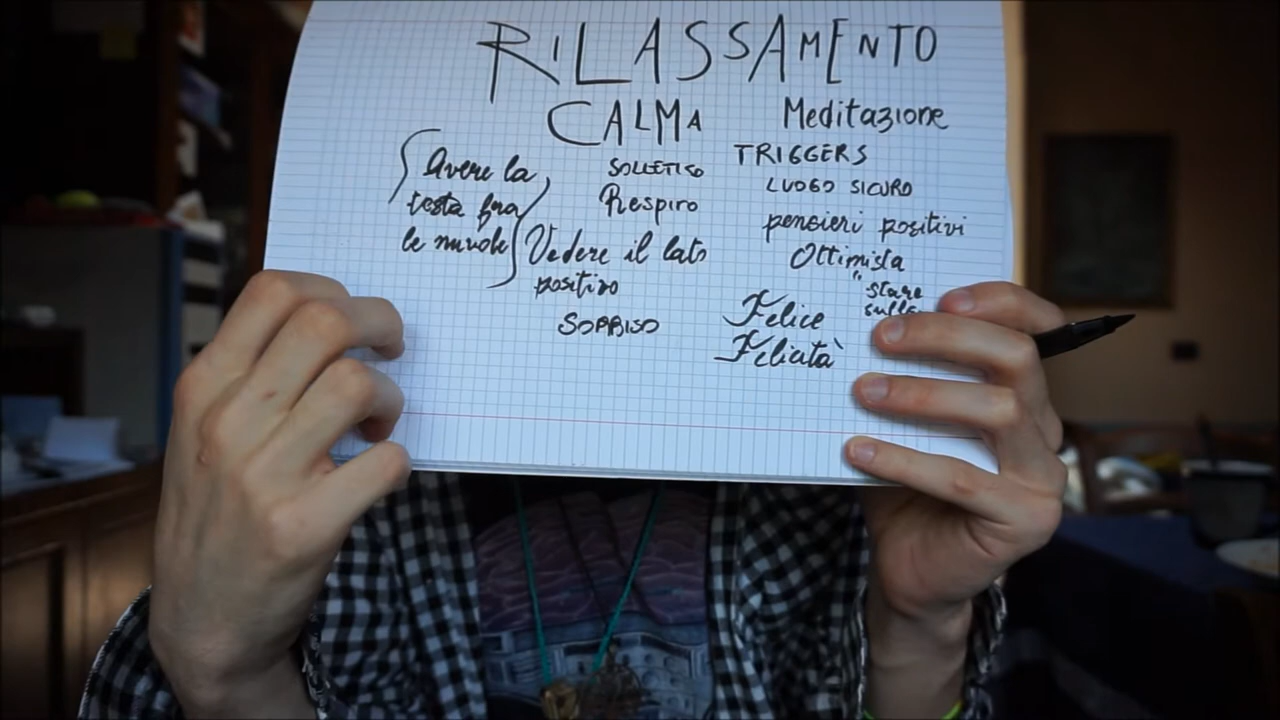 RILASSAMENTO
CALMA
Meditazione
TRIGGERS
Avere la
testa fra
le nuvole
SOLLETICO
Respiro
Vedere il lato
positivo
SORRISO
LUOGO SICURO
pensieri positivi
Ottimista
"stare
sulle
Felice
Felicità